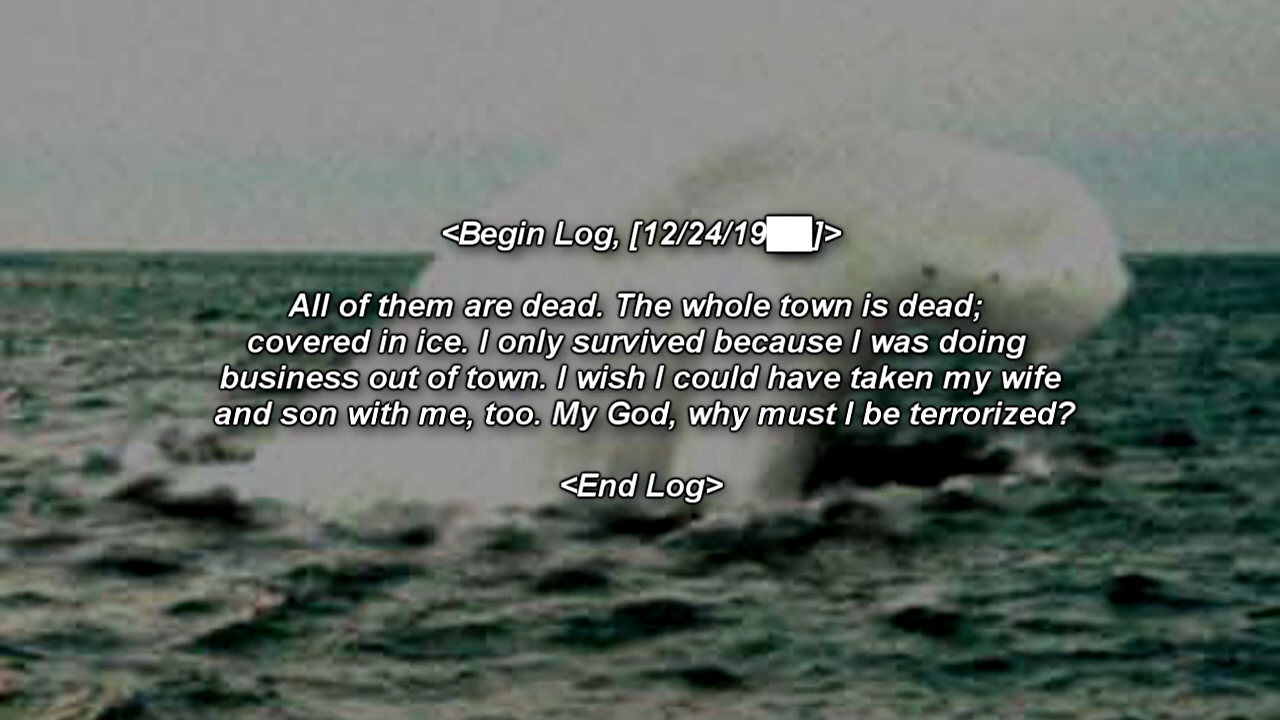 <Begin Log, [12/24/19██]>
All of them are dead. The whole town is dead;
covered in ice. I only survived because I was doing
business out of town. I wish I could have taken my wife
and son with me, too. My God, why must I be terrorized?
<End Log>